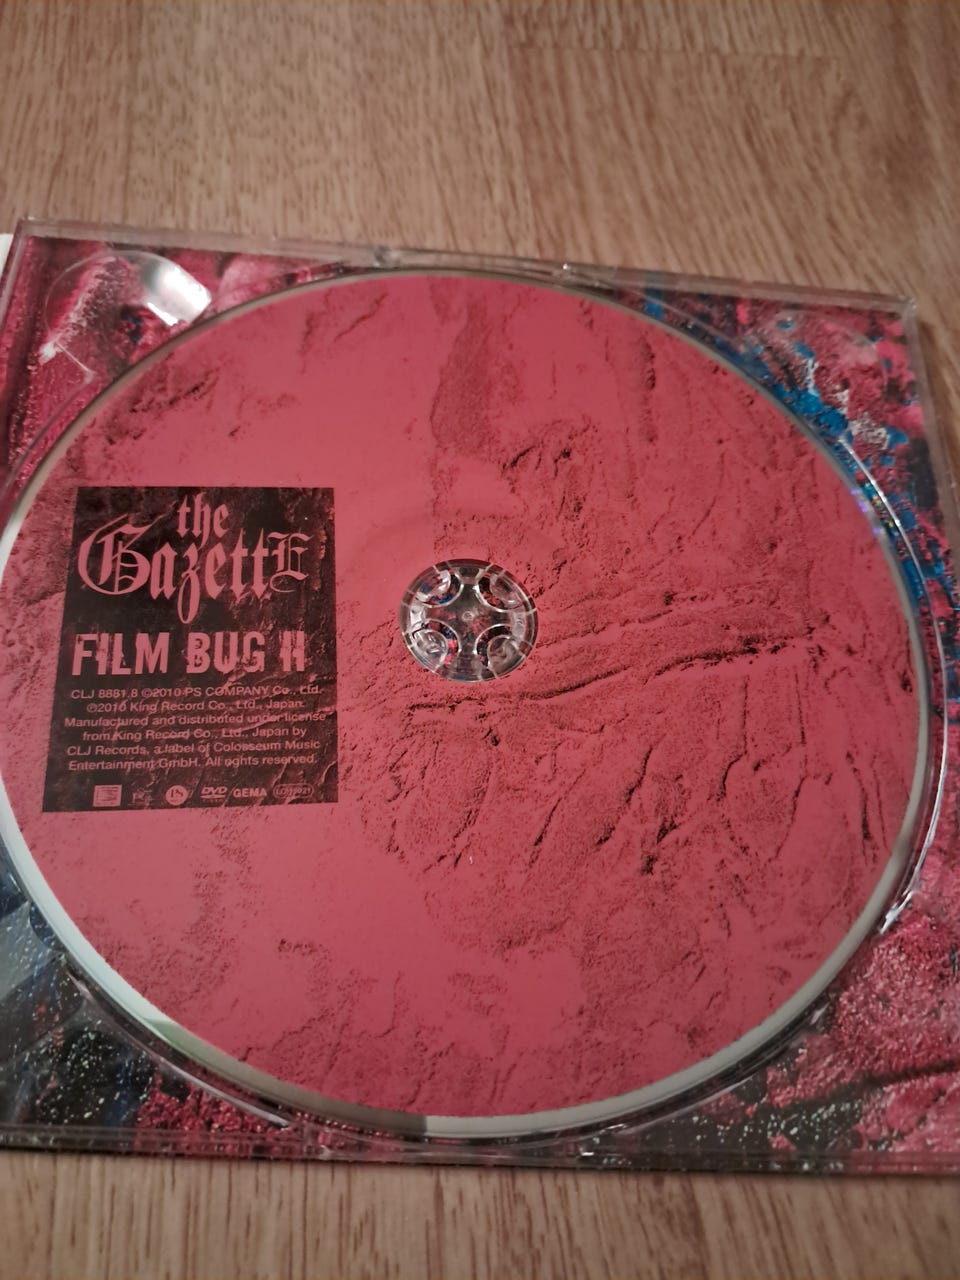 the
GazettE
FILM BUG II
CLJ 8881.8 ©2010 PS COMPANY Co., Ltd.
℗2010 King Record Co., Ltd., Japan.
Manufactured and distributed under license
from King Record Co., Ltd., Japan by
CLJ Records, a label of Colosseum Music
Entertainment GmbH. All rights reserved.
PS DVD GEMA